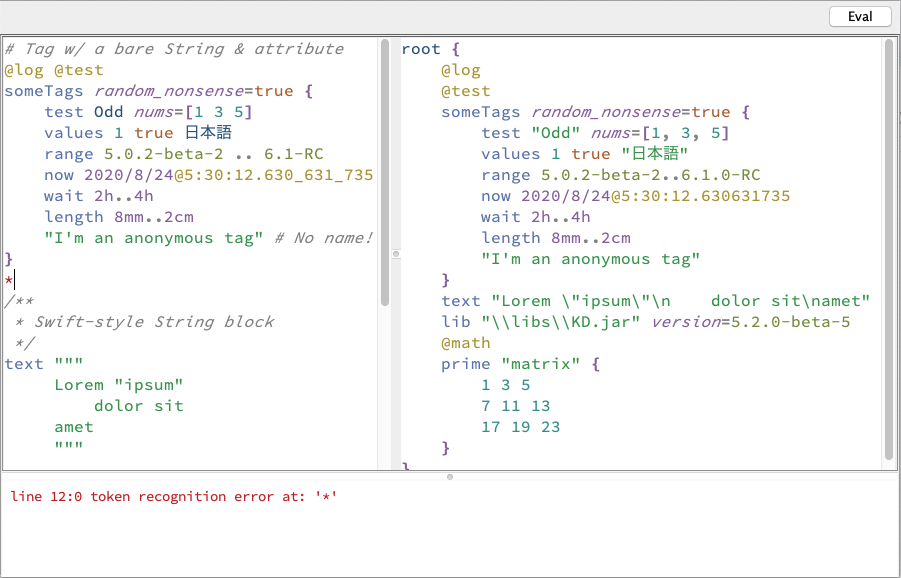 Eval
# Tag w/ a bare String & attribute
@log @test
someTags random_nonsense=true {
    test Odd nums=[1 3 5]
    values 1 true 日本語
    range 5.0.2-beta-2 .. 6.1-RC
    now 2020/8/24@5:30:12.630_631_735
    wait 2h..4h
    length 8mm..2cm
    "I'm an anonymous tag" # No name!
}
*
/**
 * Swift-style String block
 */
text """
     Lorem "ipsum"
         dolor sit
     amet
     """
root {
    @log
    @test
    someTags random_nonsense=true {
        test "Odd" nums=[1, 3, 5]
        values 1 true "日本語"
        range 5.0.2-beta-2..6.1.0-RC
        now 2020/8/24@5:30:12.630631735
        wait 2h..4h
        length 8mm..2cm
        "I'm an anonymous tag"
    }
    text "Lorem \"ipsum\"\n    dolor sit\namet"
    lib "\\libs\\KD.jar" version=5.2.0-beta-5
    @math
    prime "matrix" {
        1 3 5
        7 11 13
        17 19 23
    }
}
line 12:0 token recognition error at: '*'